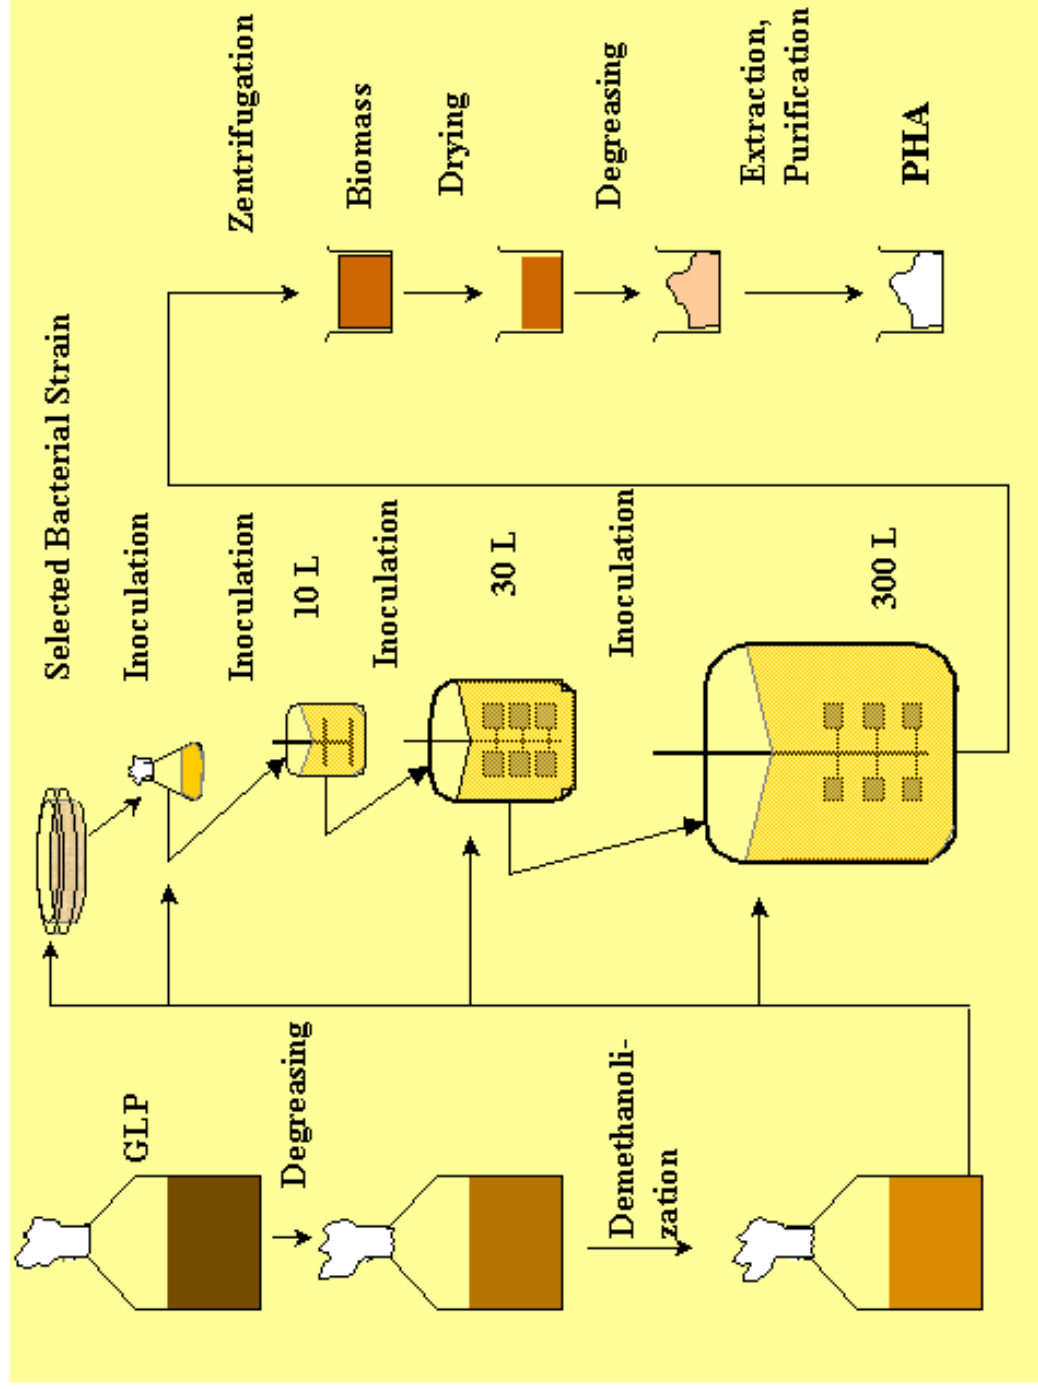 GLP
Degreasing
Demethanoli-
zation
Selected Bacterial Strain
Inoculation
Inoculation
10 L
Inoculation
30 L
Inoculation
300 L
Zentrifugation
Biomass
Drying
Degreasing
Extraction,
Purification
PHA